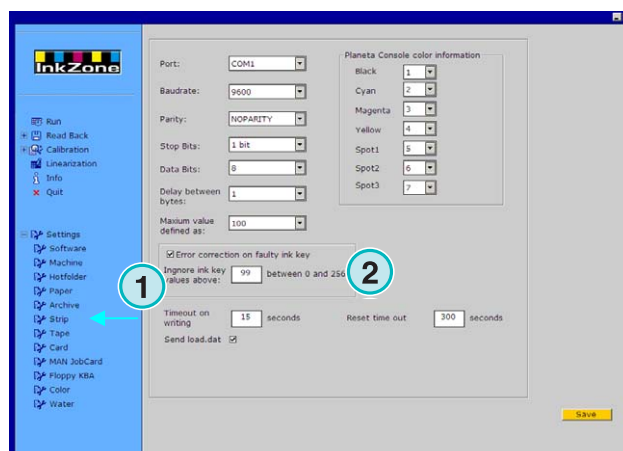 InkZone
Run
Read Back
Calibration
Linearization
Info
Quit
Settings
Software
Machine
Hotfolder
Paper
Archive
Strip
Tape
Card
MAN JobCard
Floppy KBA
Color
Water
1
Port: COM1
Baudrate: 9600
Parity: NOPARITY
Stop Bits: 1 bit
Data Bits: 8
Delay between bytes: 1
Maxium value defined as: 100
Planeta Console color information
Black 1
Cyan 2
Magenta 3
Yellow 4
Spot1 5
Spot2 6
Spot3 7
Error correction on faulty ink key
Ingnore ink key values above: 99 between 0 and 256
2
Timeout on writing 15 seconds
Reset time out 300 seconds
Send load.dat
Save